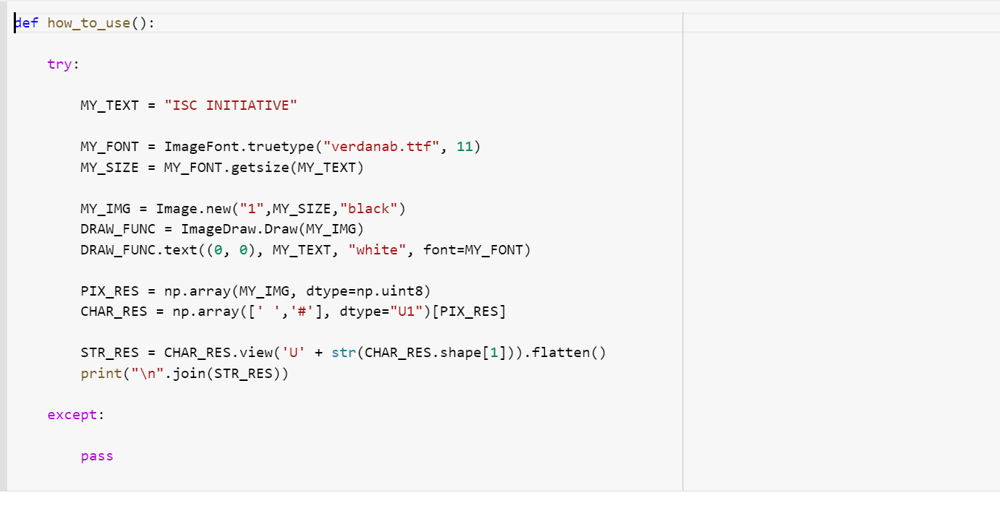 def how_to_use():
try:
MY_TEXT = "ISC INITIATIVE"
MY_FONT = ImageFont.truetype("verdanab.ttf", 11)
MY_SIZE = MY_FONT.getsize(MY_TEXT)
MY_IMG = Image.new("1",MY_SIZE,"black")
DRAW_FUNC = ImageDraw.Draw(MY_IMG)
DRAW_FUNC.text((0, 0), MY_TEXT, "white", font=MY_FONT)
PIX_RES = np.array(MY_IMG, dtype=np.uint8)
CHAR_RES = np.array([' ','#'], dtype="U1")[PIX_RES]
STR_RES = CHAR_RES.view('U' + str(CHAR_RES.shape[1])).flatten()
print("\n".join(STR_RES))
except:
pass